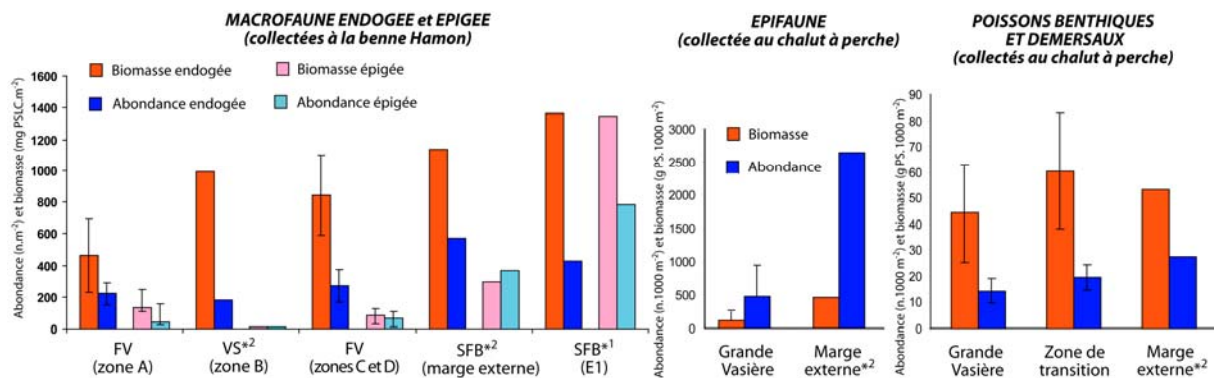 MACROFAUNE ENDOGEE et EPIGEE
(collectées à la benne Hamon)
Biomasse endogée
Biomasse épigée
Abondance endogée
Abondance épigée
Abondance (n.m⁻²) et biomasse (mg PSLC.m⁻²)
1600
1400
1200
1000
800
600
400
200
0
FV
(zone A)
VS*²
(zone B)
FV
(zones C et D)
SFB*²
(marge externe)
SFB*¹
(E1)
EPIFAUNE
(collectée au chalut à perche)
Biomasse
Abondance
Abondance (n.1000 m⁻²) et biomasse (g PS. 1000 m⁻²)
3000
2500
2000
1500
1000
500
0
Grande
Vasière
Marge
externe*²
POISSONS BENTHIQUES
ET DEMERSAUX
(collectés au chalut à perche)
Abondance (n.1000 m⁻²) et biomasse (g PS. 1000 m⁻²)
90
80
70
60
50
40
30
20
10
0
Grande
Vasière
Zone de
transition
Marge
externe*²